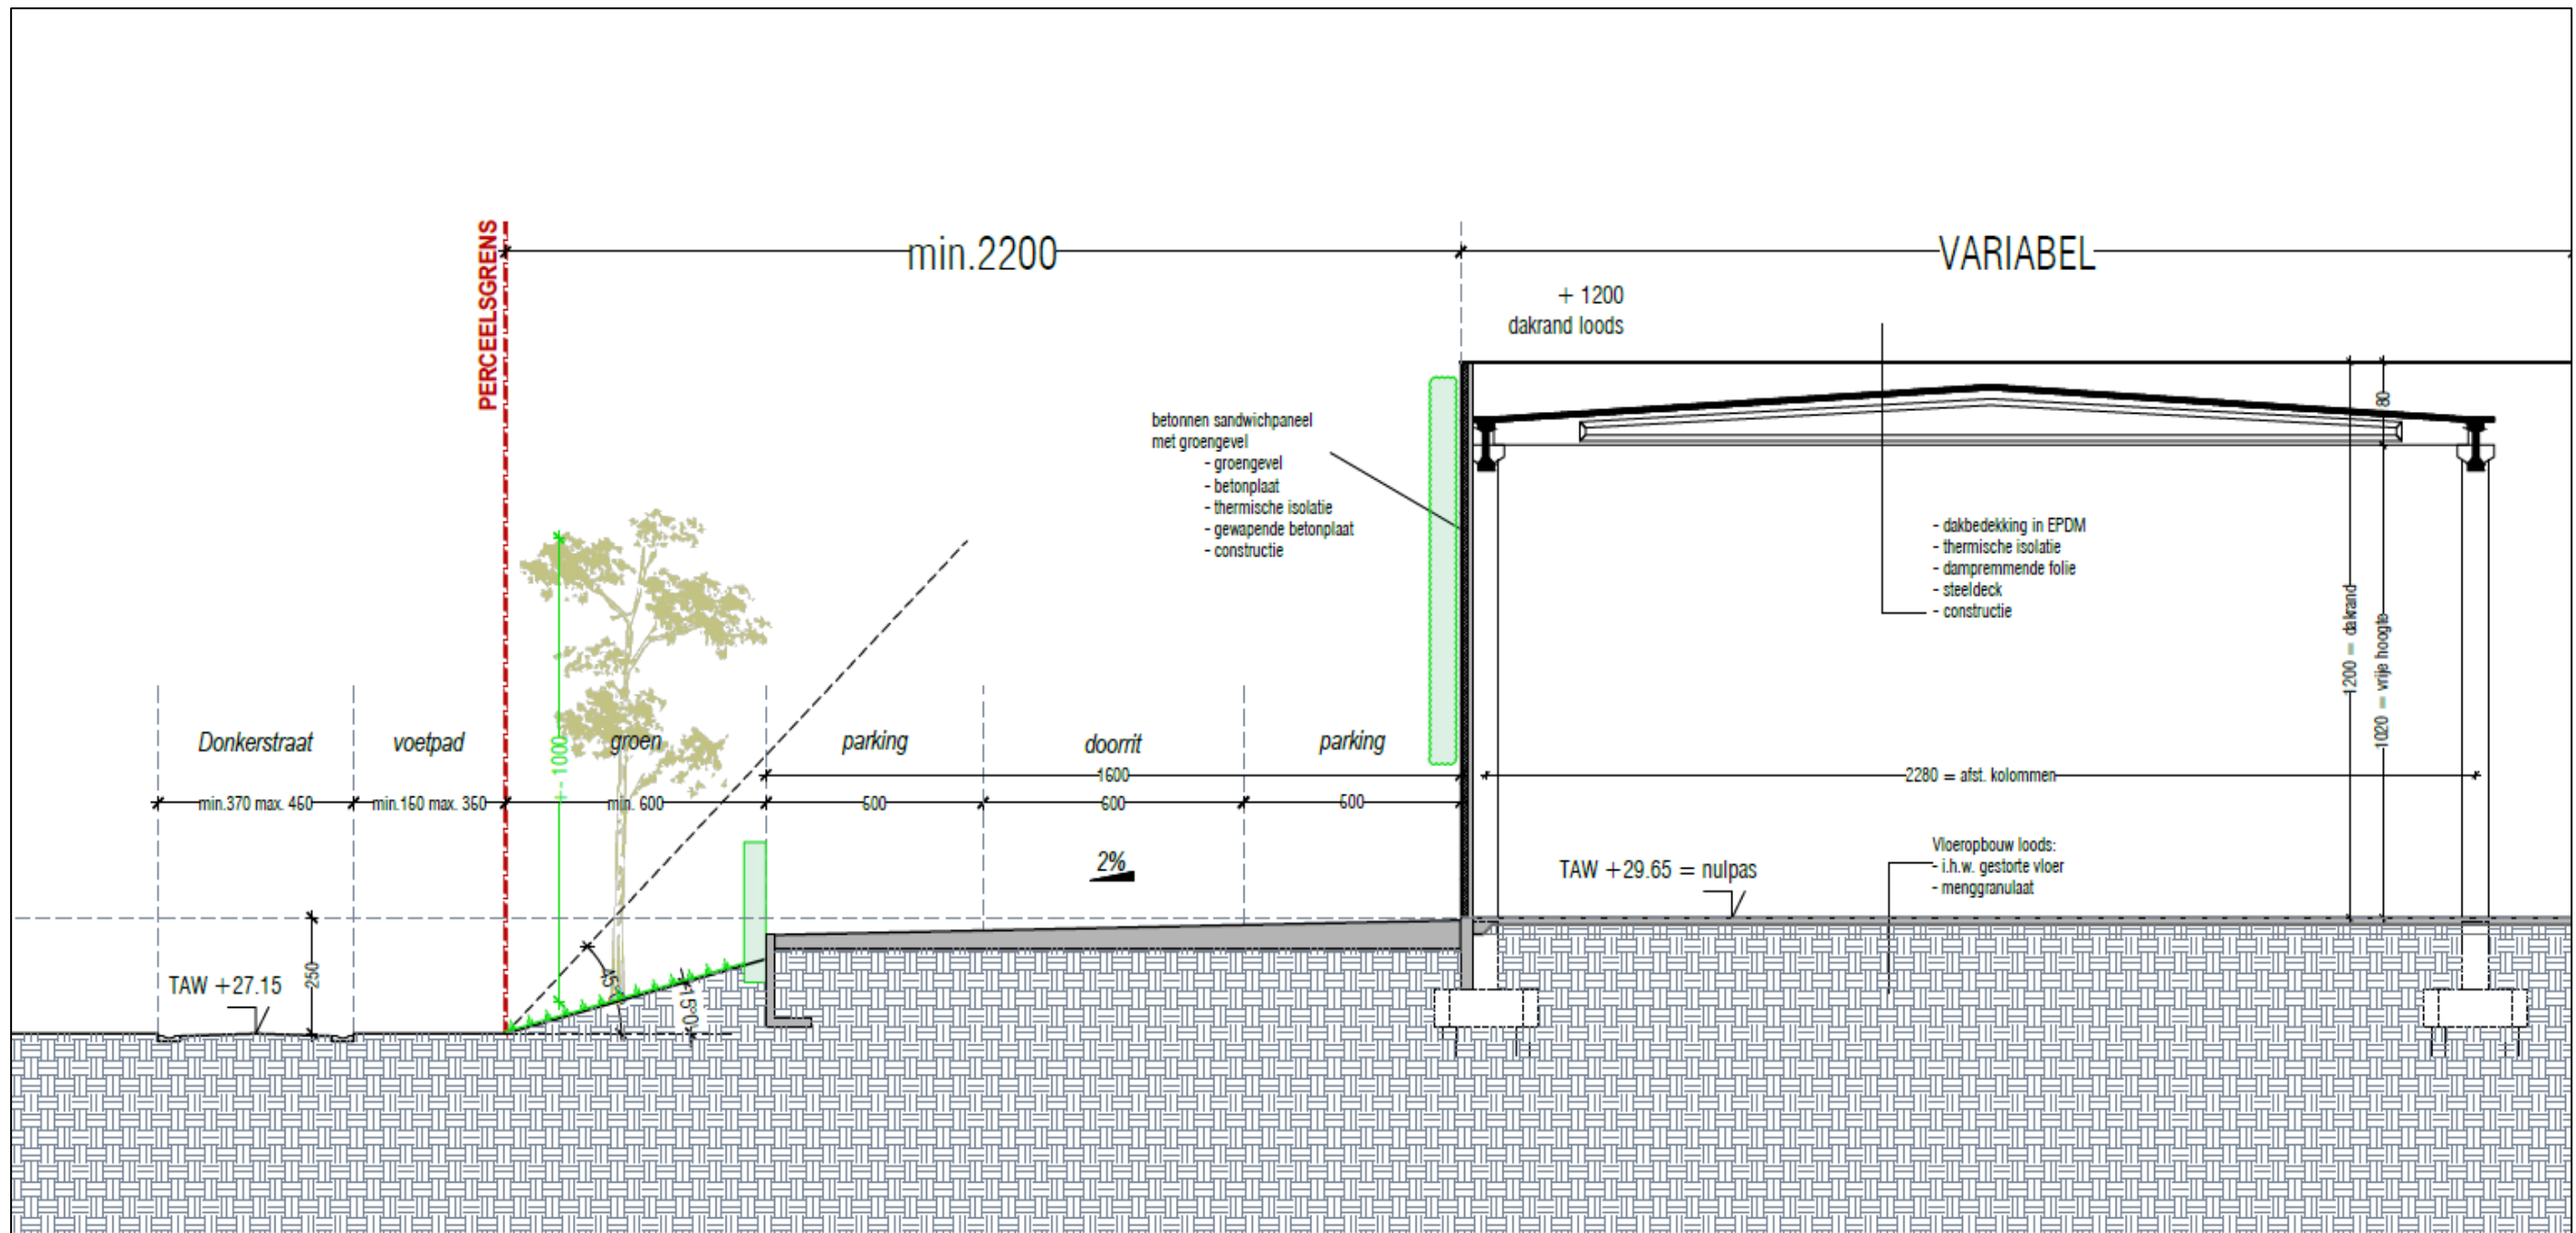 PERCEELSGRENS
min.2200
VARIABEL
+ 1200
dakrand loods
betonnen sandwichpaneel
met groengevel
- groengevel
- betonplaat
- thermische isolatie
- gewapende betonplaat
- constructie
80
- dakbedekking in EPDM
- thermische isolatie
- dampremmende folie
- steeldeck
- constructie
1200 = dakrand
1020 = vrije hoogte
Donkerstraat
voetpad
groen
parking
doorrit
parking
+- 1000
1600
2280 = afst. kolommen
min.370 max. 450
min.150 max. 350
min. 600
500
600
500
2%
TAW +29.65 = nulpas
Vloeropbouw loods:
- i.h.w. gestorte vloer
- menggranulaat
250
TAW +27.15
45°